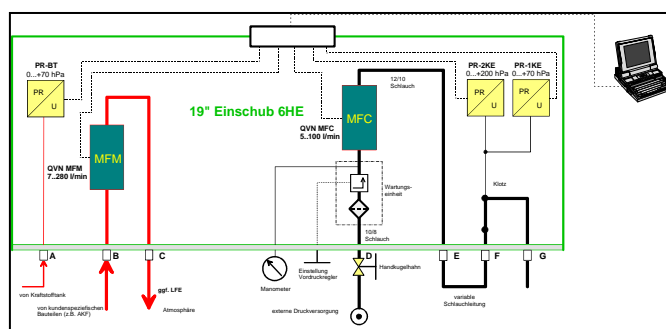 PR-BT
0...+70 hPa
PR
U
QVN MFM
7..280 l/min
MFM
19" Einschub 6HE
QVN MFC
5..100 l/min
MFC
12/10
Schlauch
PR-2KE
0...+200 hPa
PR
U
PR-1KE
0...+70 hPa
PR
U
Wartungs-
einheit
10/8
Schlauch
Klotz
A
B
C
D
E
F
G
von Kraftstofftank
von kundenspeziefischen
Bauteilen (z.B. AKF)
ggf. LFE
Atmosphäre
Manometer
Einstellung
Vordruckregler
Handkugelhahn
externe Druckversorgung
variable
Schlauchleitung